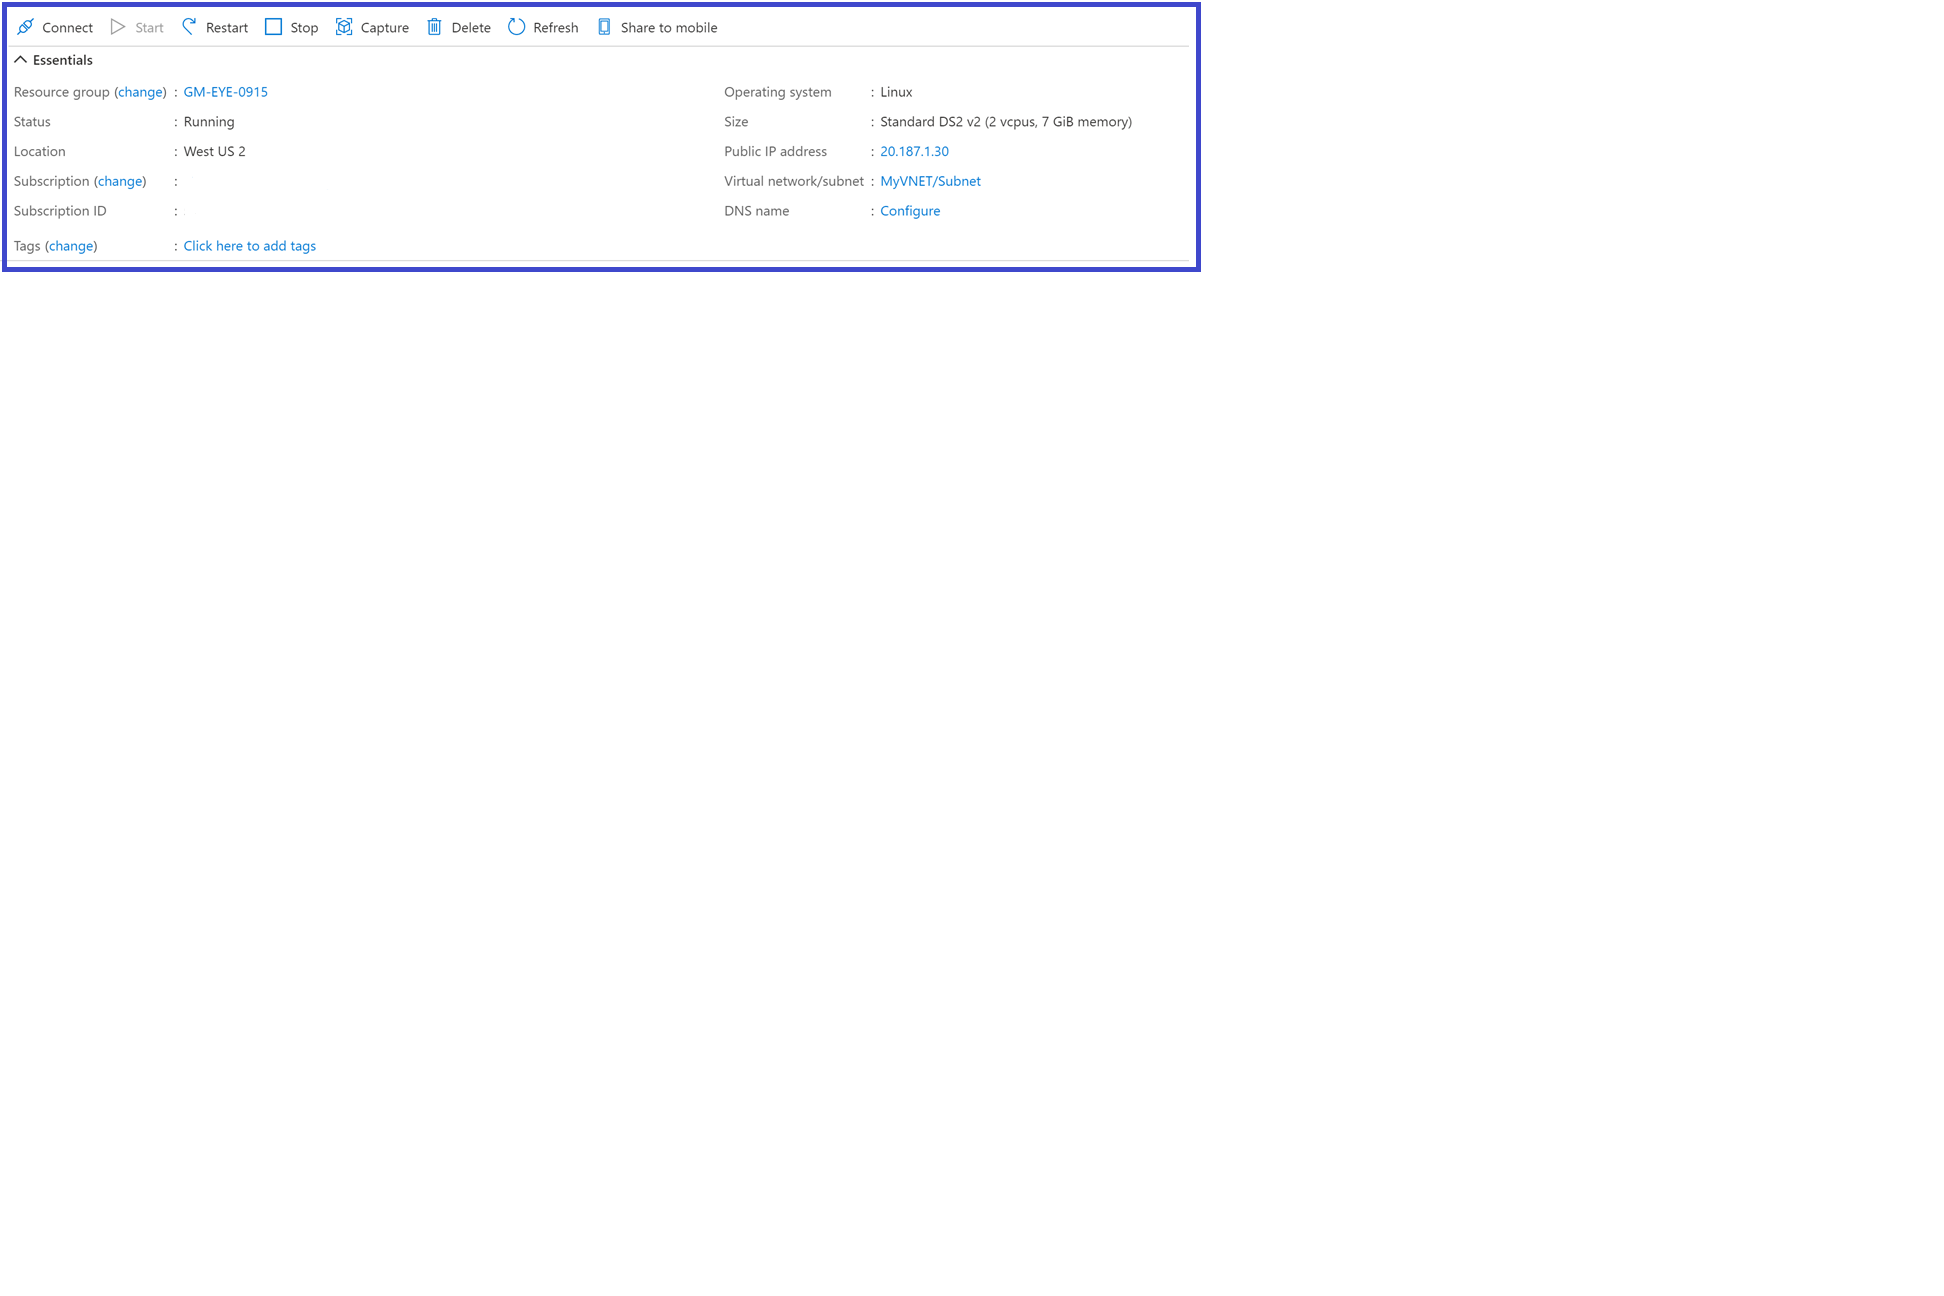 Connect Start Restart Stop Capture Delete Refresh Share to mobile
Essentials
Resource group (change) : GM-EYE-0915
Status : Running
Location : West US 2
Subscription (change) :
Subscription ID :
Tags (change) : Click here to add tags
Operating system : Linux
Size : Standard DS2 v2 (2 vcpus, 7 GiB memory)
Public IP address : 20.187.1.30
Virtual network/subnet : MyVNET/Subnet
DNS name : Configure